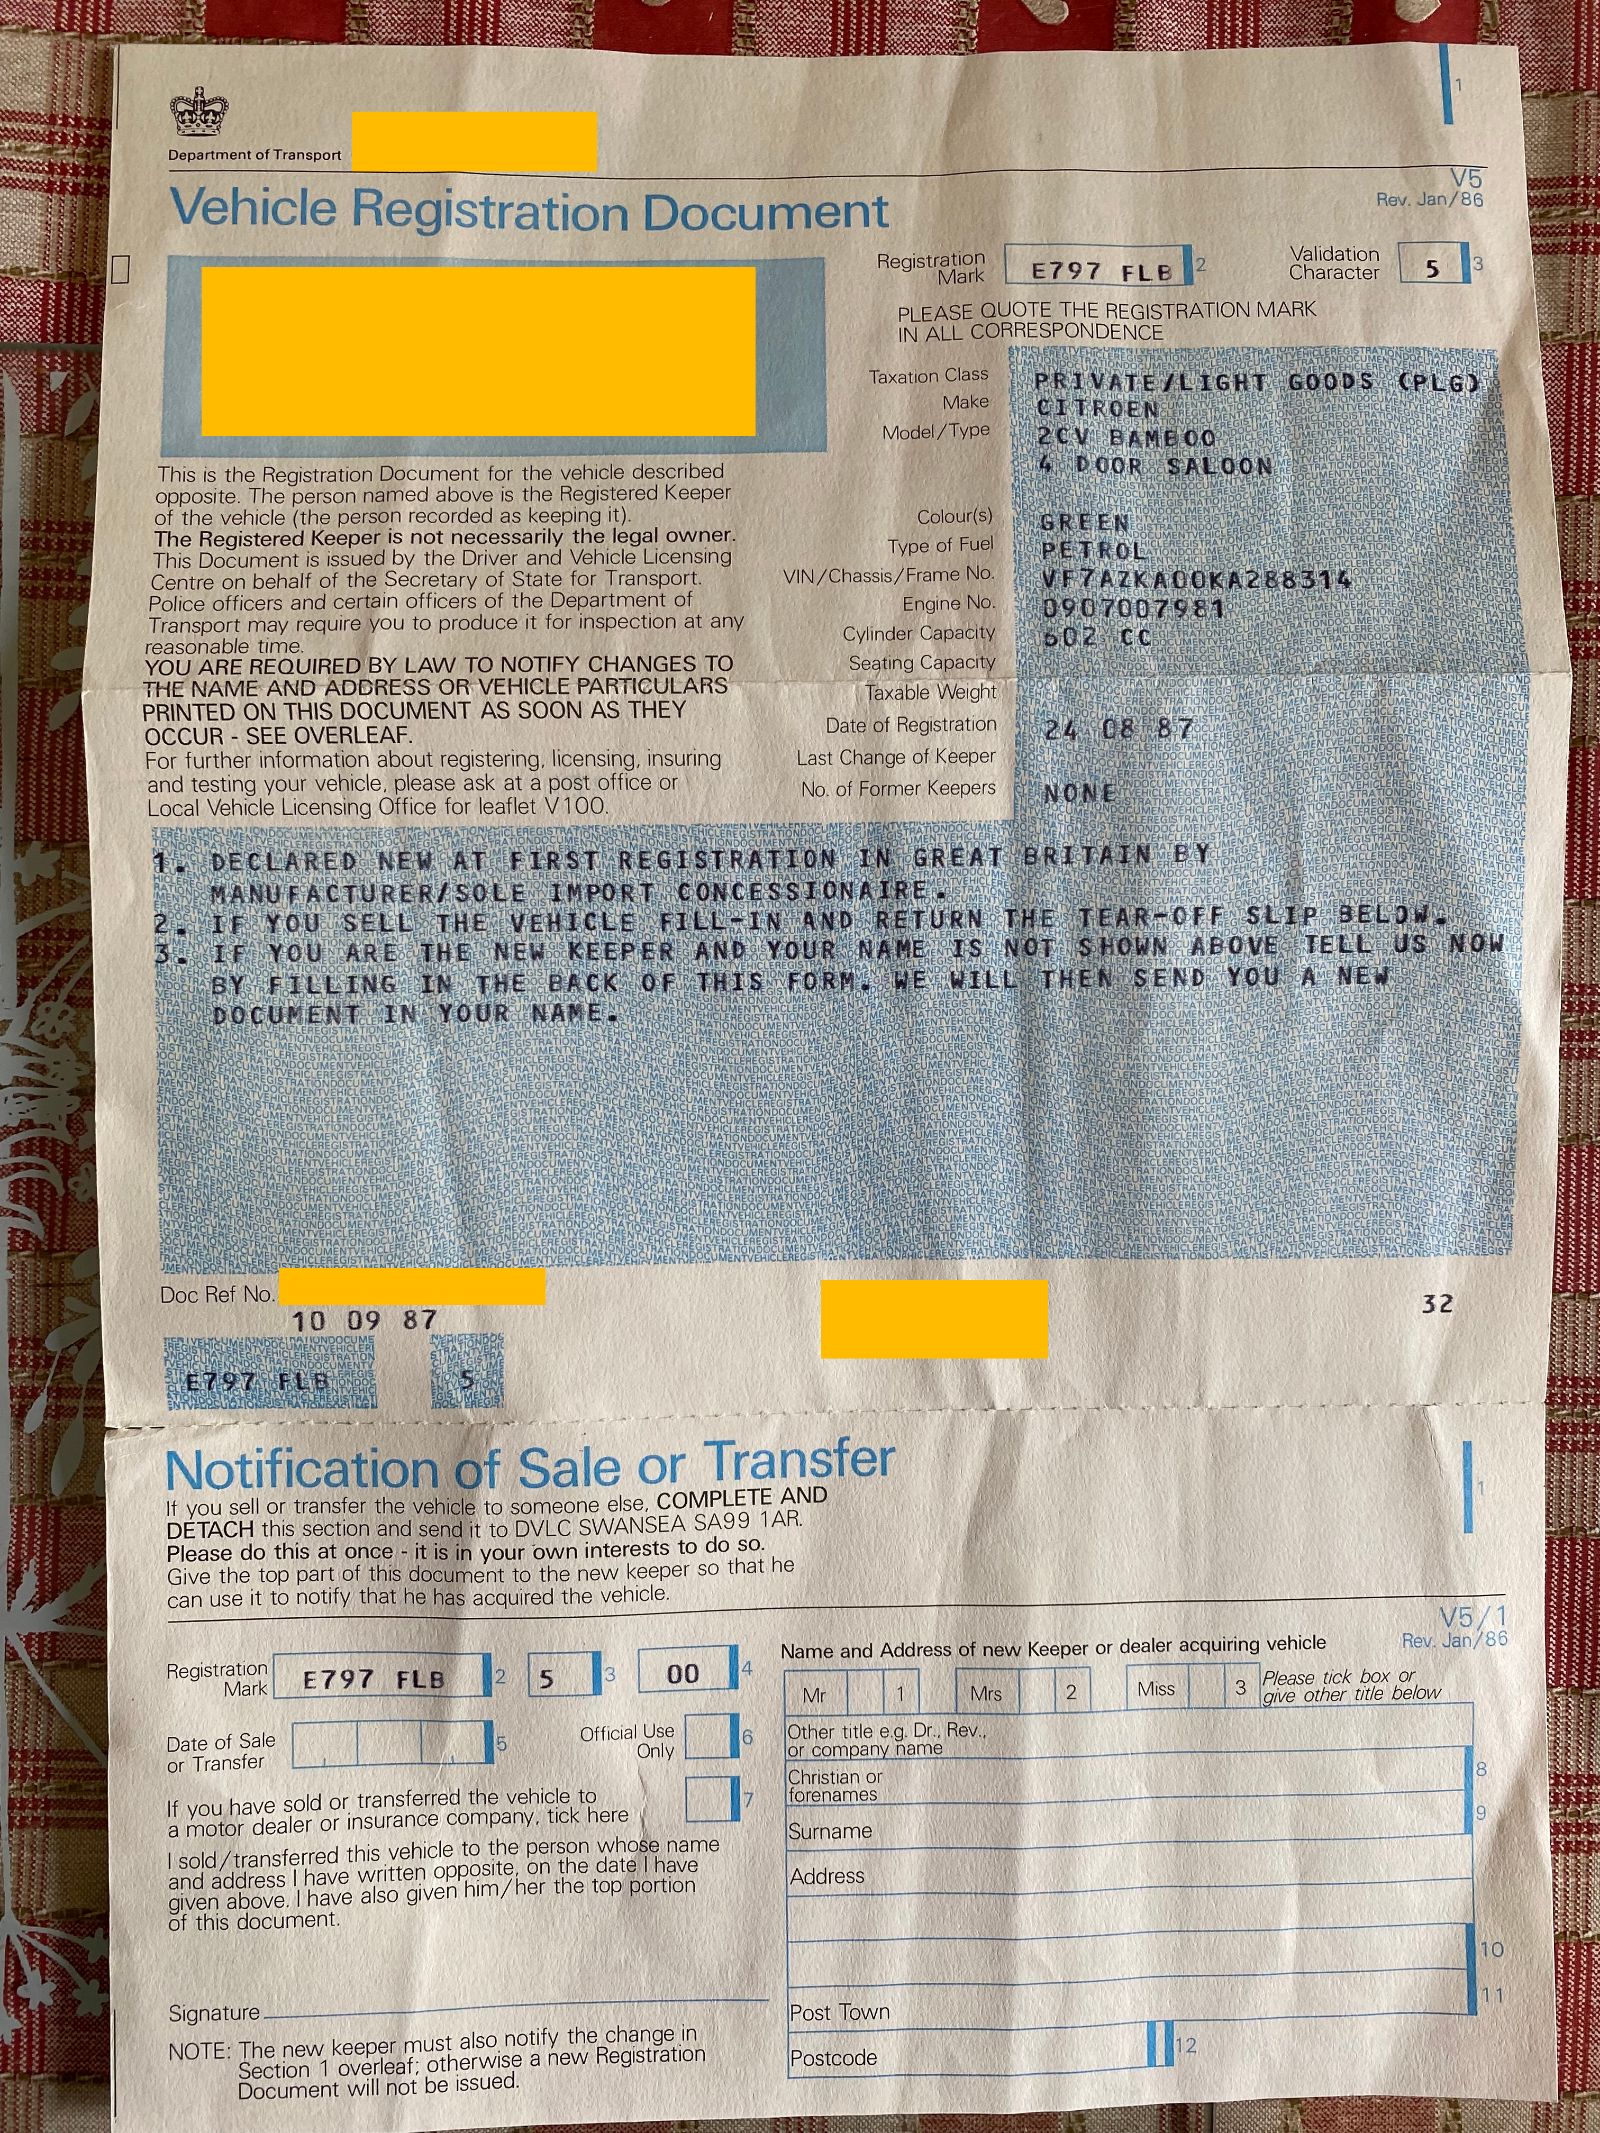 Department of Transport
1
Vehicle Registration Document
V5
Rev. Jan/86
Registration Mark E797 FLB 2
Validation Character 5 3
PLEASE QUOTE THE REGISTRATION MARK
IN ALL CORRESPONDENCE
Taxation Class PRIVATE/LIGHT GOODS (PLG)
Make CITROEN
Model/Type 2CV BAMBOO
4 DOOR SALOON
Colour(s) GREEN
Type of Fuel PETROL
VIN/Chassis/Frame No. VF7AZKA00KA288314
Engine No. 0907007981
Cylinder Capacity 602 CC
Seating Capacity
Taxable Weight
Date of Registration 24 08 87
Last Change of Keeper
No. of Former Keepers NONE
This is the Registration Document for the vehicle described
opposite. The person named above is the Registered Keeper
of the vehicle (the person recorded as keeping it).
The Registered Keeper is not necessarily the legal owner.
This Document is issued by the Driver and Vehicle Licensing
Centre on behalf of the Secretary of State for Transport.
Police officers and certain officers of the Department of
Transport may require you to produce it for inspection at any
reasonable time.
YOU ARE REQUIRED BY LAW TO NOTIFY CHANGES TO
THE NAME AND ADDRESS OR VEHICLE PARTICULARS
PRINTED ON THIS DOCUMENT AS SOON AS THEY
OCCUR - SEE OVERLEAF.
For further information about registering, licensing, insuring
and testing your vehicle, please ask at a post office or
Local Vehicle Licensing Office for leaflet V100.
1. DECLARED NEW AT FIRST REGISTRATION IN GREAT BRITAIN BY
MANUFACTURER/SOLE IMPORT CONCESSIONAIRE.
2. IF YOU SELL THE VEHICLE FILL-IN AND RETURN THE TEAR-OFF SLIP BELOW.
3. IF YOU ARE THE NEW KEEPER AND YOUR NAME IS NOT SHOWN ABOVE TELL US NOW
BY FILLING IN THE BACK OF THIS FORM. WE WILL THEN SEND YOU A NEW
DOCUMENT IN YOUR NAME.
Doc Ref No.
10 09 87
32
E797 FLB 5
Notification of Sale or Transfer
1
If you sell or transfer the vehicle to someone else, COMPLETE AND
DETACH this section and send it to DVLC SWANSEA SA99 1AR.
Please do this at once - it is in your own interests to do so.
Give the top part of this document to the new keeper so that he
can use it to notify that he has acquired the vehicle.
V5/1
Rev. Jan/86
Registration Mark E797 FLB 2 5 3 00 4
Date of Sale or Transfer 5
Official Use Only 6
If you have sold or transferred the vehicle to
a motor dealer or insurance company, tick here 7
I sold/transferred this vehicle to the person whose name
and address I have written opposite, on the date I have
given above. I have also given him/her the top portion
of this document.
Signature
NOTE: The new keeper must also notify the change in
Section 1 overleaf; otherwise a new Registration
Document will not be issued.
Name and Address of new Keeper or dealer acquiring vehicle
Mr 1 Mrs 2 Miss 3 Please tick box or
give other title below
Other title e.g. Dr., Rev.,
or company name
Christian or
forenames
8
Surname 9
Address
10
11
Post Town
Postcode 12